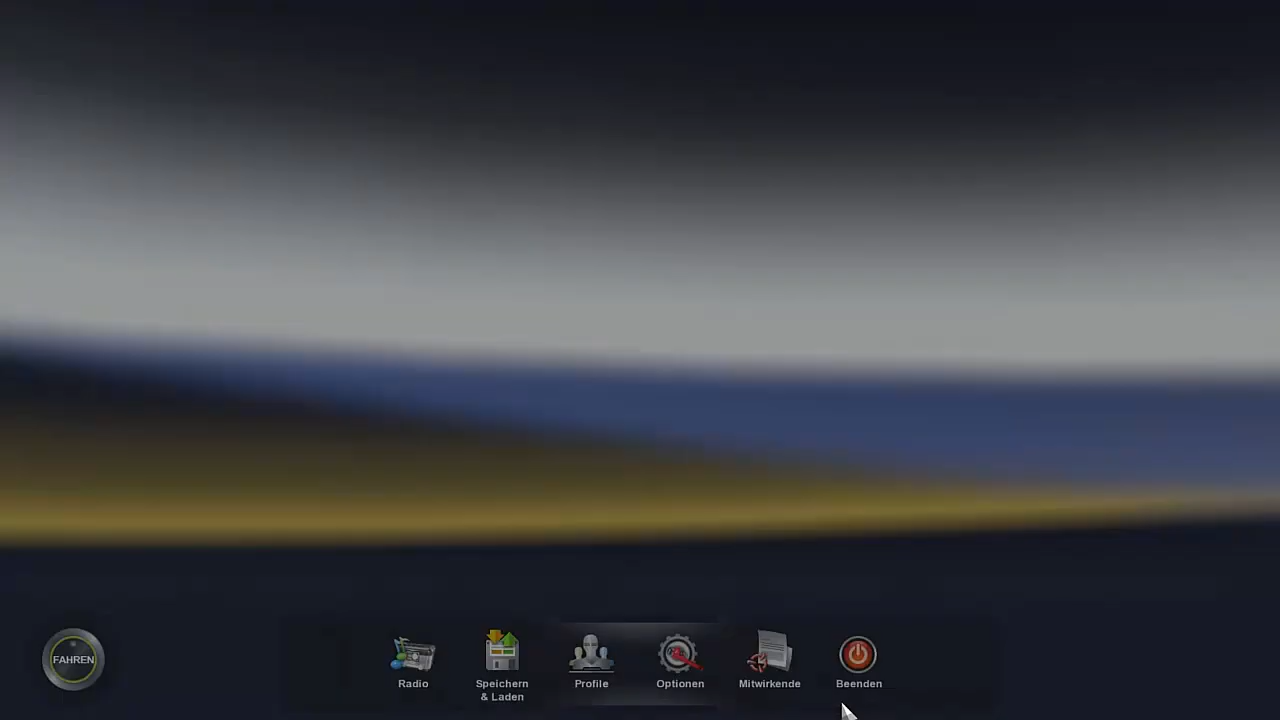 FAHREN
Radio
Speichern
& Laden
Profile
Optionen
Mitwirkende
Beenden